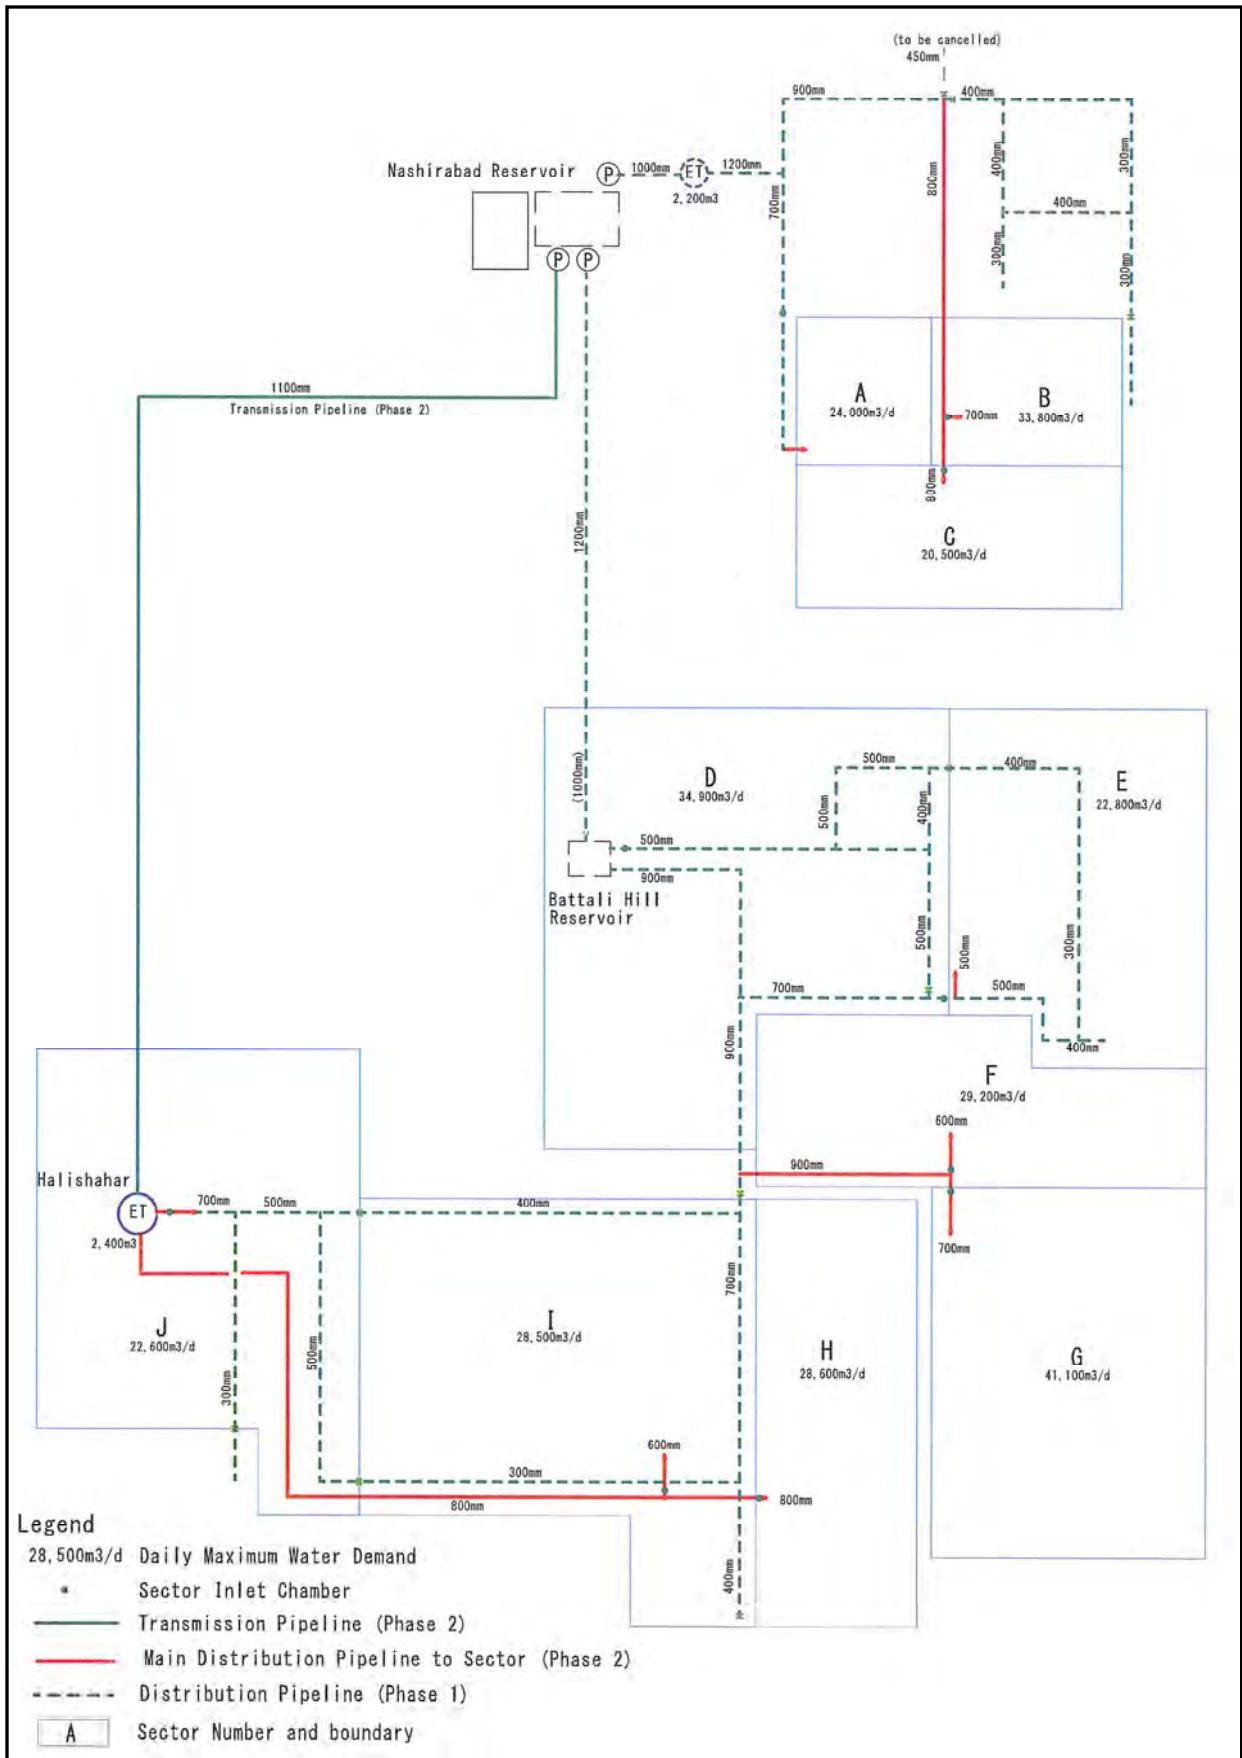 (to be cancelled)
450mm
900mm
400mm
Nashirabad Reservoir
P
1000mm
ET
1200mm
2,200m3
700mm
800mm
400mm
300mm
400mm
300mm
300mm
P
P
1100mm
Transmission Pipeline (Phase 2)
A
24,000m3/d
B
33,800m3/d
700mm
800mm
C
20,500m3/d
1200mm
(1000mm)
D
34,900m3/d
500mm
400mm
E
22,800m3/d
500mm
400mm
500mm
900mm
Battali Hill
Reservoir
500mm
500mm
300mm
700mm
500mm
900mm
400mm
F
29,200m3/d
600mm
900mm
Halishahar
ET
2,400m3
700mm
500mm
400mm
700mm
700mm
J
22,600m3/d
I
28,500m3/d
H
28,600m3/d
G
41,100m3/d
500mm
300mm
600mm
300mm
800mm
800mm
400mm
Legend
28,500m3/d Daily Maximum Water Demand
Sector Inlet Chamber
Transmission Pipeline (Phase 2)
Main Distribution Pipeline to Sector (Phase 2)
Distribution Pipeline (Phase 1)
A Sector Number and boundary